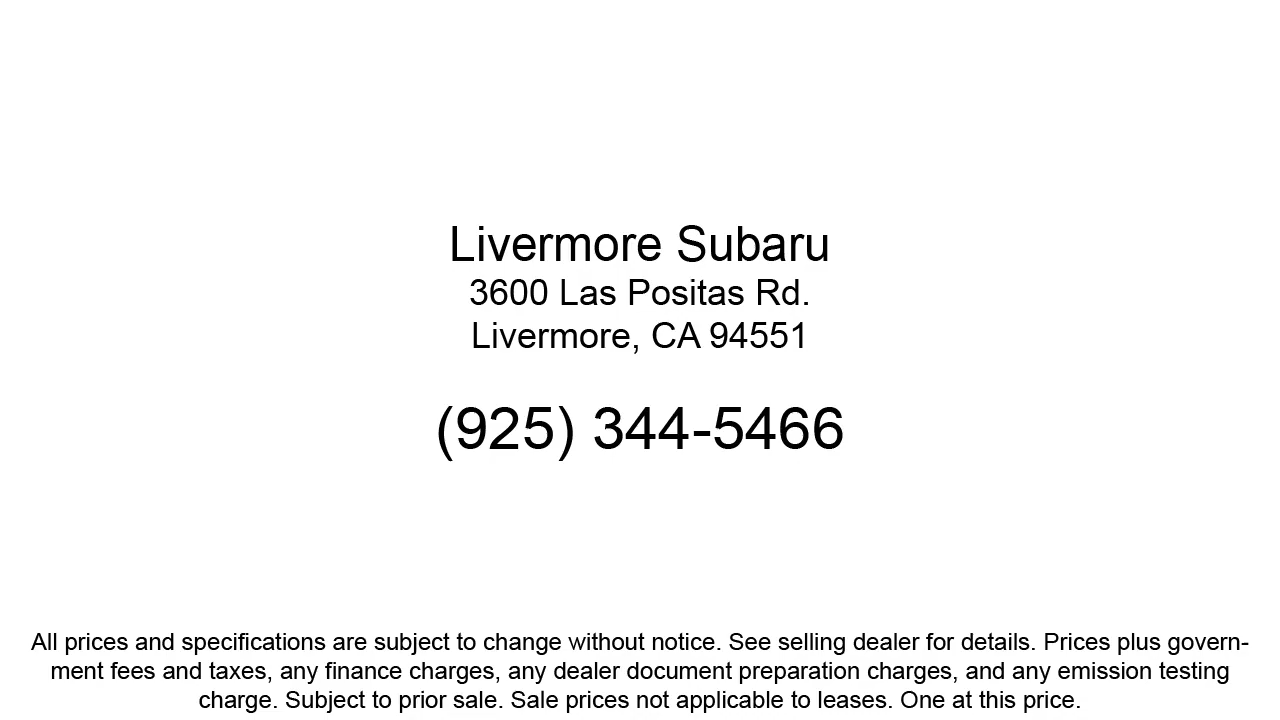 Livermore Subaru
3600 Las Positas Rd.
Livermore, CA 94551
(925) 344-5466
All prices and specifications are subject to change without notice. See selling dealer for details. Prices plus govern-
ment fees and taxes, any finance charges, any dealer document preparation charges, and any emission testing
charge. Subject to prior sale. Sale prices not applicable to leases. One at this price.